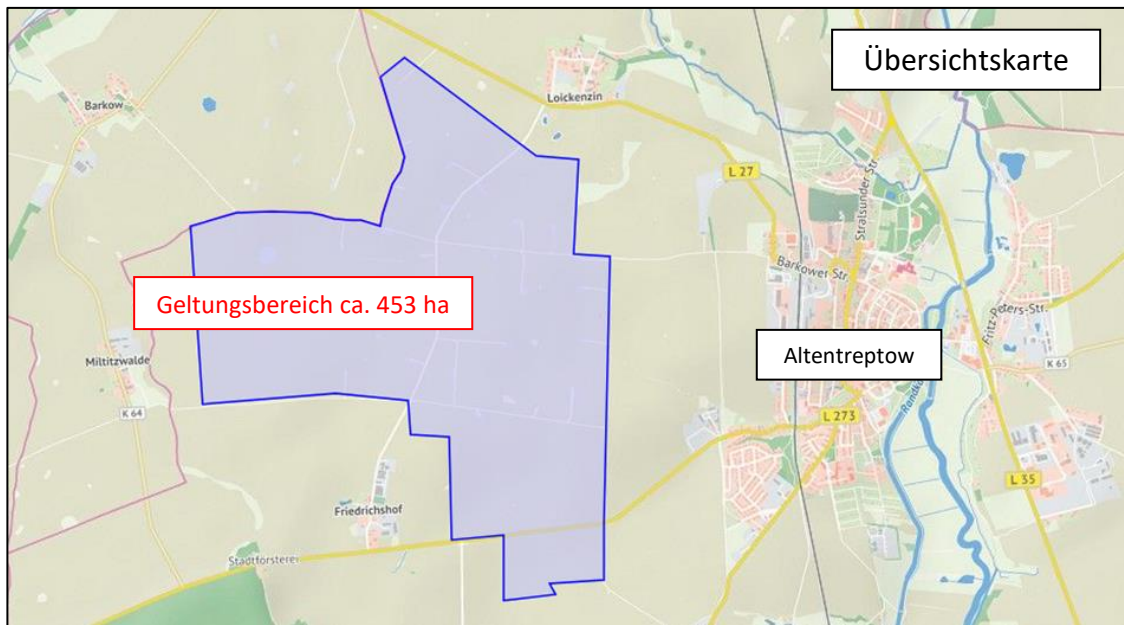 Übersichtskarte
Barkow
Loickenzin
L 27
Stralsunder Str.
Barkower Str.
Geltungsbereich ca. 453 ha
Fritz-Peters-Str.
Altentreptow
Miltitzwalde
K 65
K 64
L 273
L 35
Friedrichshof
Stadtforsterei